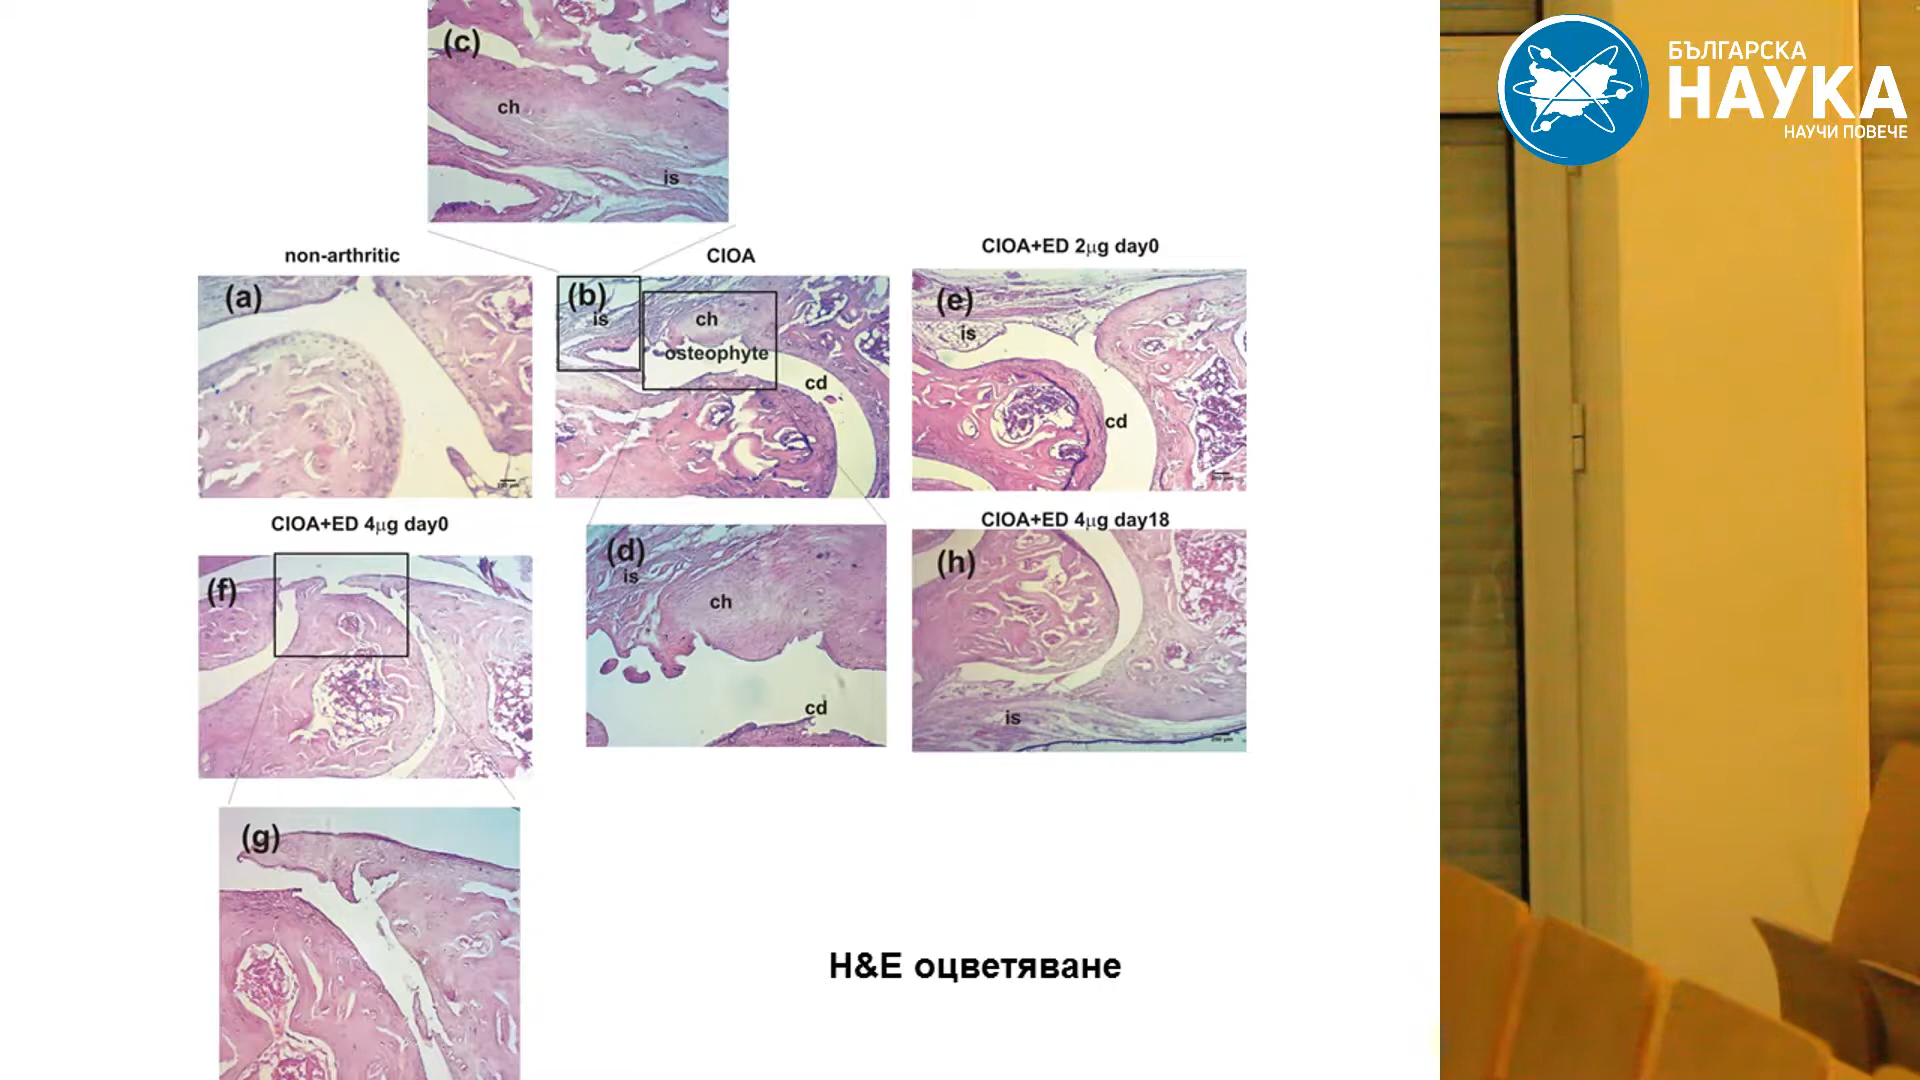 (c)
ch
is
non-arthritic
CIOA
CIOA+ED 2μg day0
(a)
(b)
is
ch
osteophyte
cd
(e)
is
cd
CIOA+ED 4μg day0
CIOA+ED 4μg day18
(f)
(d)
is
ch
cd
(h)
is
(g)
H&E оцветяване
БЪЛГАРСКА
НАУКА
НАУЧИ ПОВЕЧЕ